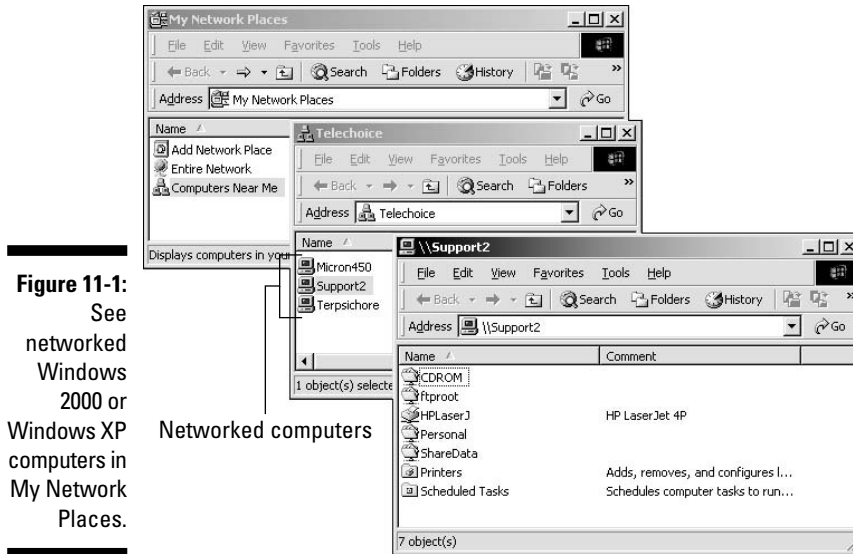 My Network Places
File Edit View Favorites Tools Help
Back Search Folders History »
Address My Network Places Go
Name
Add Network Place
Entire Network
Computers Near Me
Displays computers in your
Telechoice
File Edit View Favorites Tools Help
Back Search Folders »
Address Telechoice Go
Name
Micron450
Support2
Terpsichore
1 object(s) selecte
\\Support2
File Edit View Favorites Tools Help
Back Search Folders History »
Address \\Support2 Go
Name Comment
CDROM
ftproot
HPLaserJ HP LaserJet 4P
Personal
ShareData
Printers Adds, removes, and configures l...
Scheduled Tasks Schedules computer tasks to run...
7 object(s)
Networked computers
Figure 11-1:
See
networked
Windows
2000 or
Windows XP
computers in
My Network
Places.